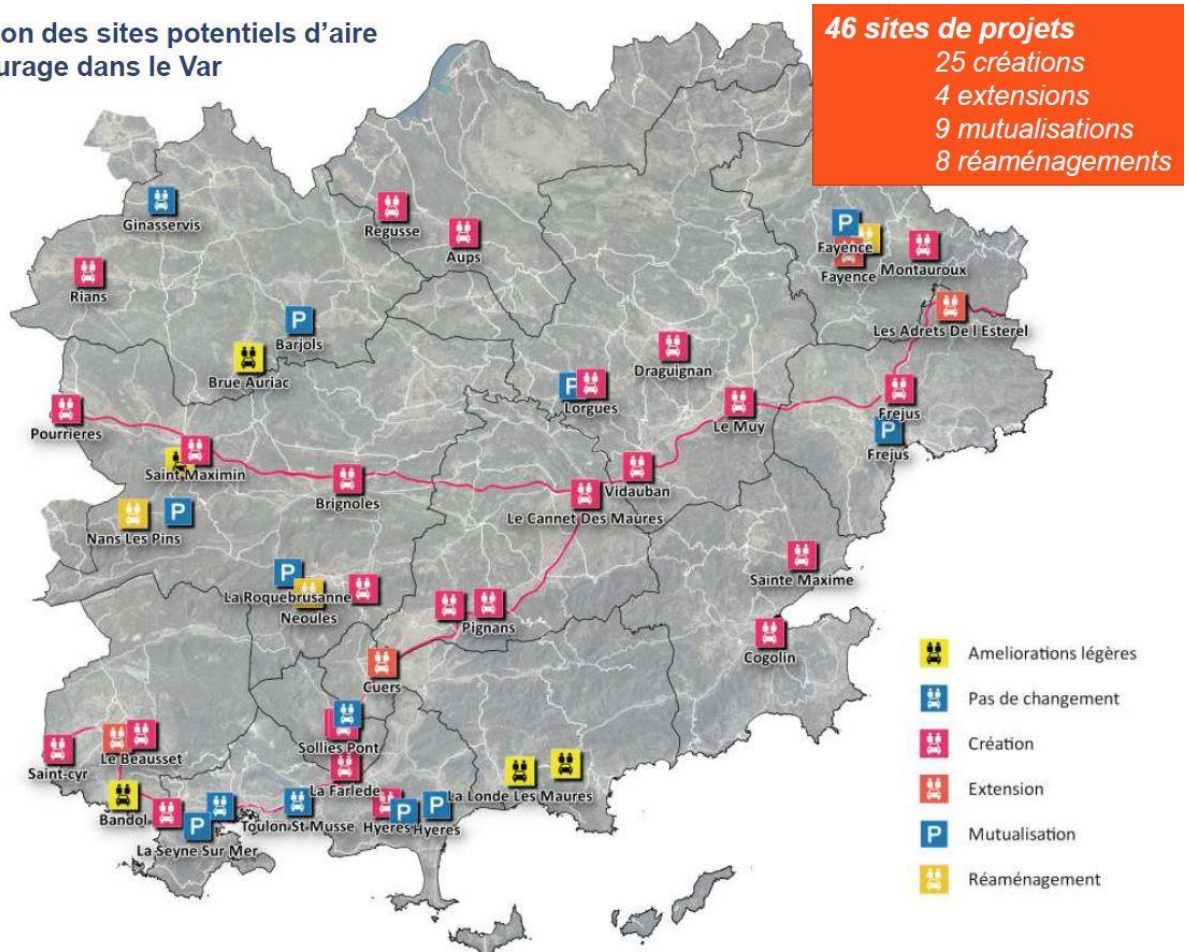 on des sites potentiels d'aire
urage dans le Var
46 sites de projets
25 créations
4 extensions
9 mutualisations
8 réaménagements
Ginasservis
Regusse
Aups
Rians
Fayence
Fayence
Montauroux
Les Adrets De l Esterel
Barjols
Brue Auriac
Draguignan
Lorgues
Pourrieres
Le Muy
Frejus
Frejus
Saint Maximin
Brignoles
Vidauban
Le Cannet Des Maures
Nans Les Pins
Sainte Maxime
La Roquebrusanne
Neoules
Pignans
Cogolin
Cuers
Sollies Pont
Le Beausset
Saint-cyr
La Farlede
La Londe Les Maures
Bandol
Toulon St Musse
Hyeres
Hyeres
La Seyne Sur Mer
Ameliorations légères
Pas de changement
Création
Extension
P Mutualisation
Réaménagement
P
P
P
P
P
P
P
P
P